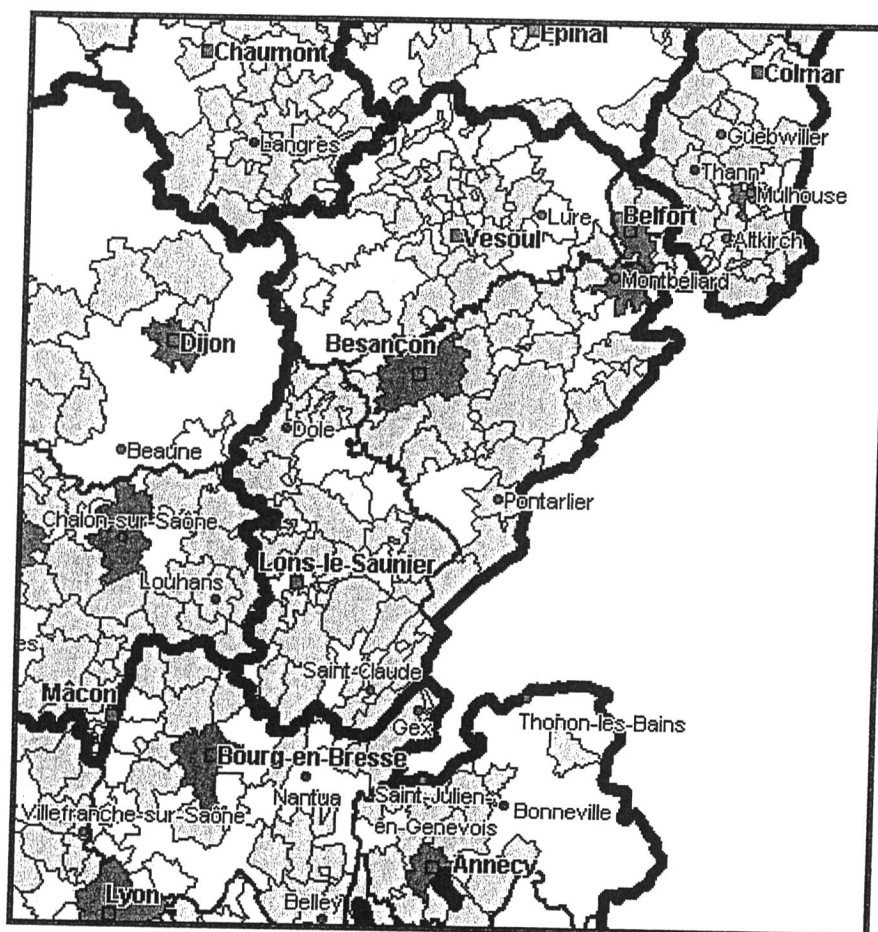 Chaumont
Epinal
Colmar
Langres
Guebwiller
Thann
Mulhouse
Lure
Belfort
Vesoul
Altkirch
Montbéliard
Dijon
Besançon
Dole
Beaune
Pontarlier
Chalon-sur-Saône
Lons-le-Saunier
Louhans
es
Saint-Claude
Mâcon
Gex
Thonon-les-Bains
Bourg-en-Bresse
Nantua
Saint-Julien-
en-Genevois
Bonneville
Villefranche-sur-Saône
Annecy
Lyon
Belley